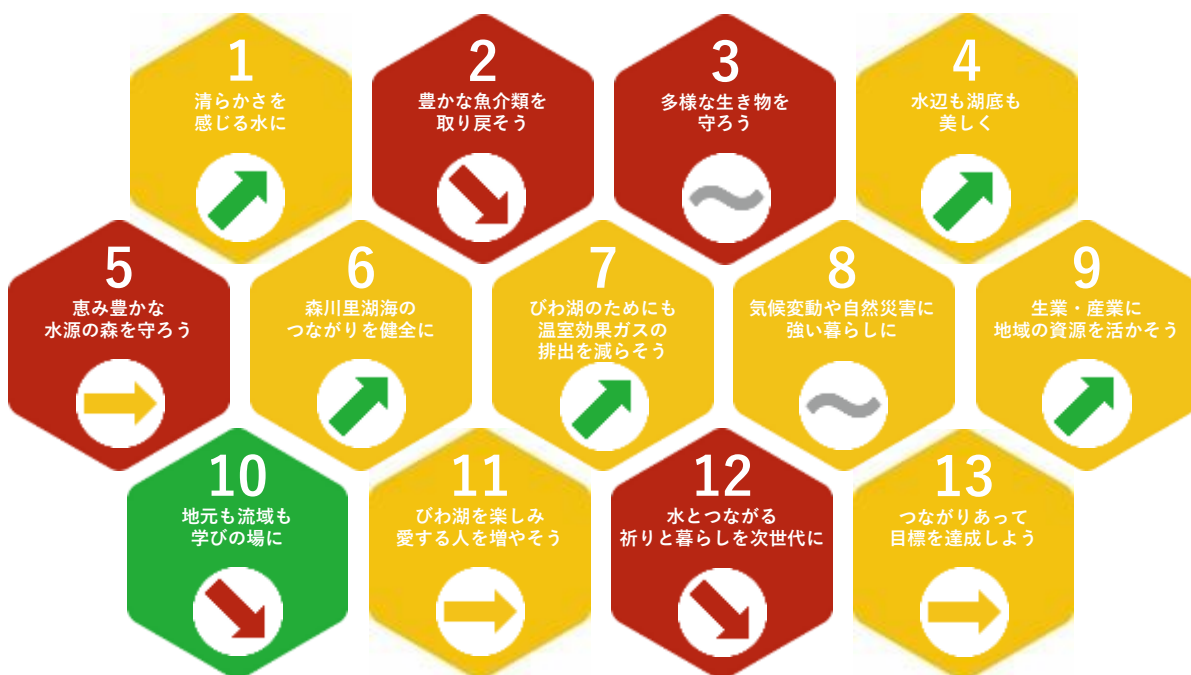 1
清らかさを
感じる水に
2
豊かな魚介類を
取り戻そう
3
多様な生き物を
守ろう
4
水辺も湖底も
美しく
5
恵み豊かな
水源の森を守ろう
6
森川里湖海の
つながりを健全に
7
びわ湖のためにも
温室効果ガスの
排出を減らそう
8
気候変動や自然災害に
強い暮らしに
9
生業・産業に
地域の資源を活かそう
10
地元も流域も
学びの場に
11
びわ湖を楽しみ
愛する人を増やそう
12
水とつながる
祈りと暮らしを次世代に
13
つながりあって
目標を達成しよう